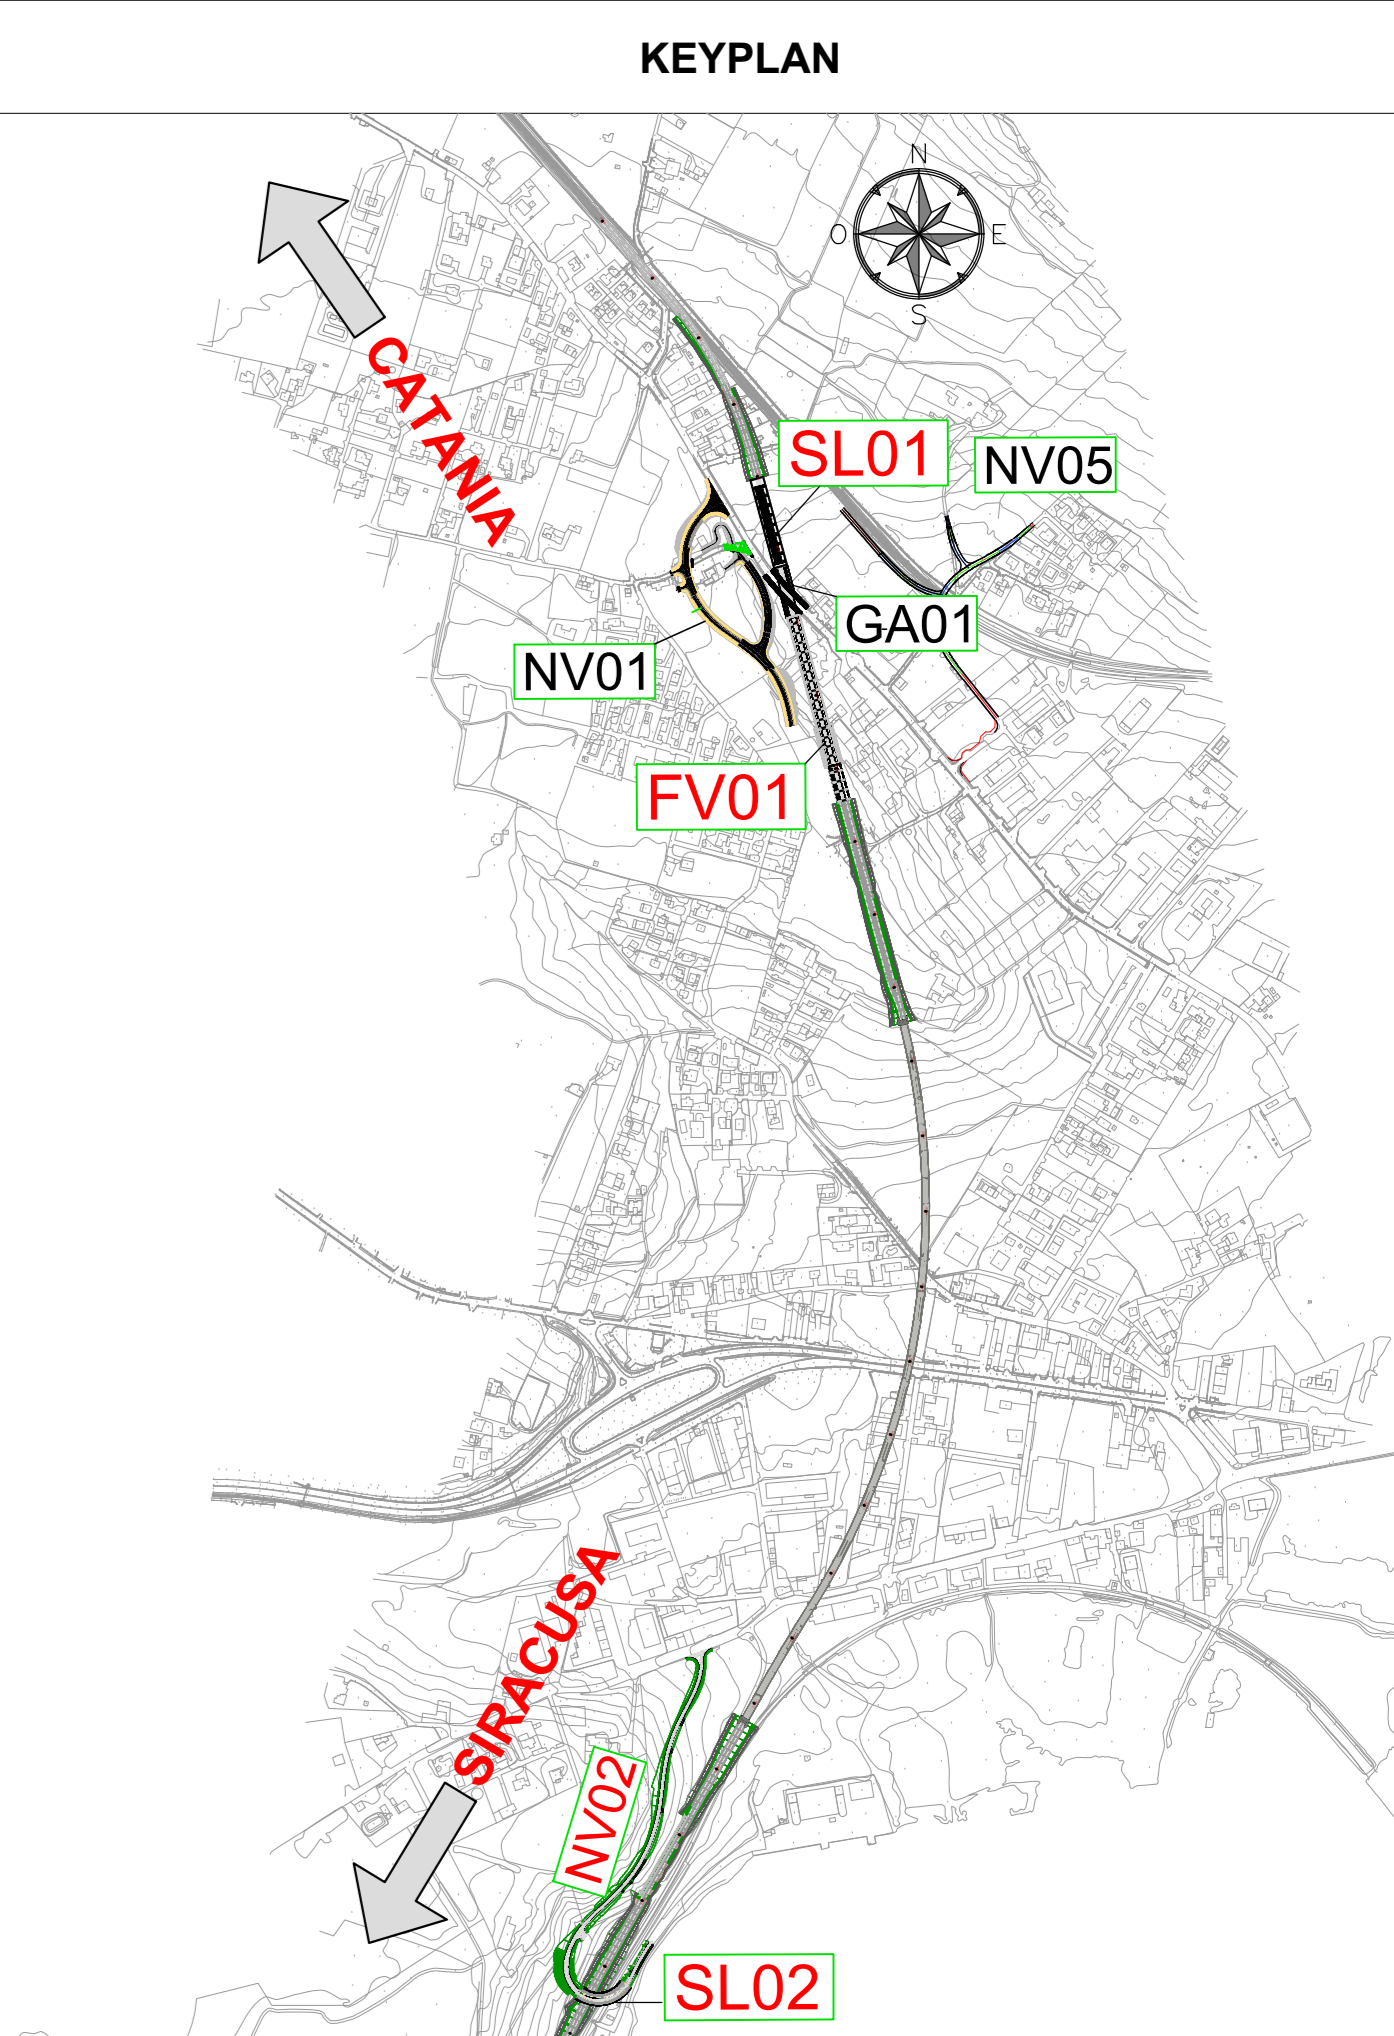 KEYPLAN
N
O
E
S
CATANIA
SL01
NV05
GA01
NV01
FV01
SIRACUSA
NV02
SL02